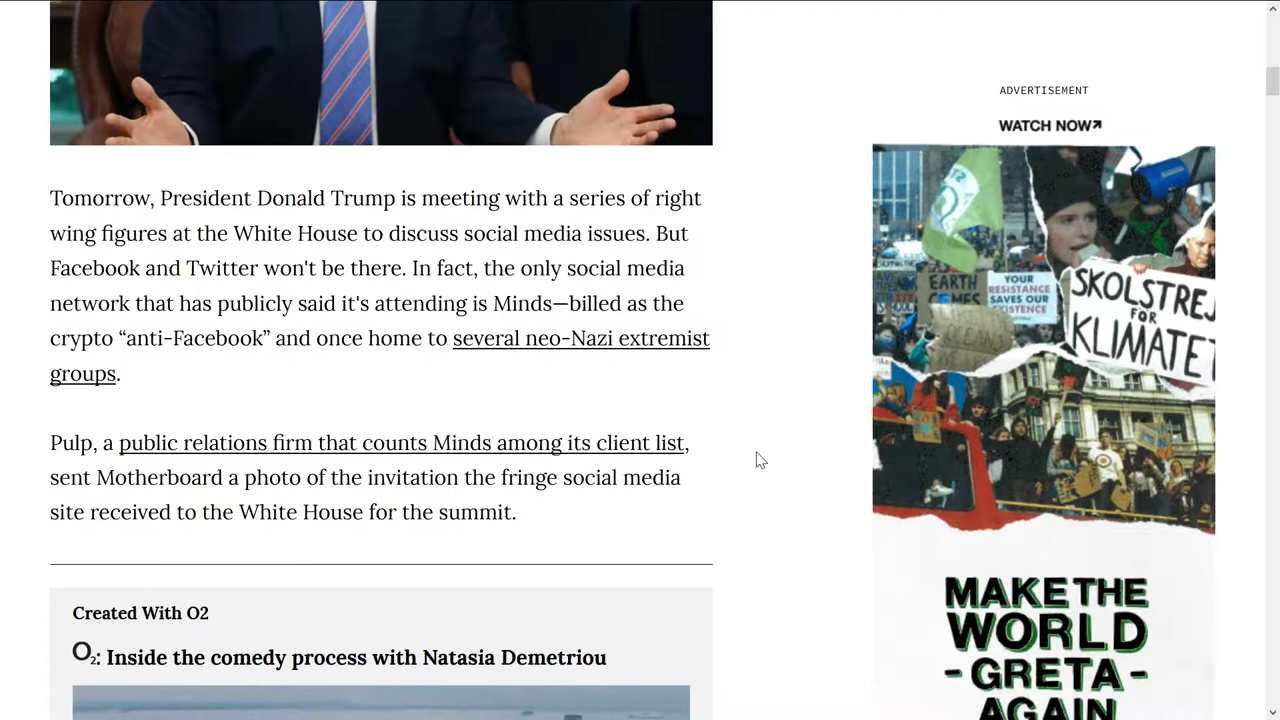 Tomorrow, President Donald Trump is meeting with a series of right
wing figures at the White House to discuss social media issues. But
Facebook and Twitter won't be there. In fact, the only social media
network that has publicly said it's attending is Minds—billed as the
crypto “anti-Facebook” and once home to several neo-Nazi extremist
groups.
Pulp, a public relations firm that counts Minds among its client list,
sent Motherboard a photo of the invitation the fringe social media
site received to the White House for the summit.
Created With O2
O2: Inside the comedy process with Natasia Demetriou
ADVERTISEMENT
WATCH NOW
EARTH
YOUR
RESISTANCE
SAVES OUR
EXISTENCE
SKOLSTREJ
FOR
KLIMATET
MAKE THE
WORLD
-GRETA-
AGAIN